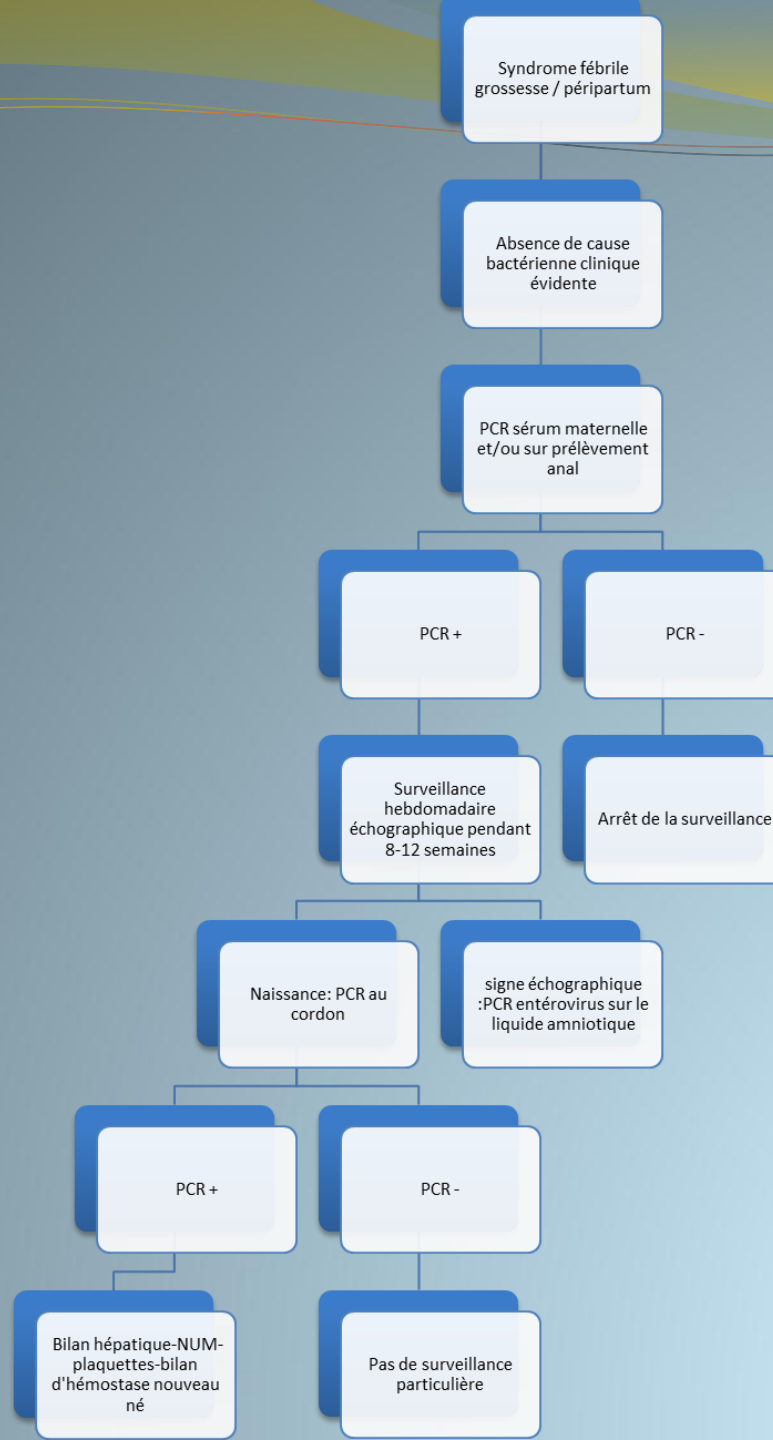 Syndrome fébrile
grossesse / péripartum
Absence de cause
bactérienne clinique
évidente
PCR sérum maternelle
et/ou sur prélèvement
anal
PCR +
PCR -
Surveillance
hebdomadaire
échographique pendant
8-12 semaines
Arrêt de la surveillance
Naissance: PCR au
cordon
signe échographique
:PCR entérovirus sur le
liquide amniotique
PCR +
PCR -
Bilan hépatique-NUM-
plaquettes-bilan
d'hémostase nouveau
né
Pas de surveillance
particulière